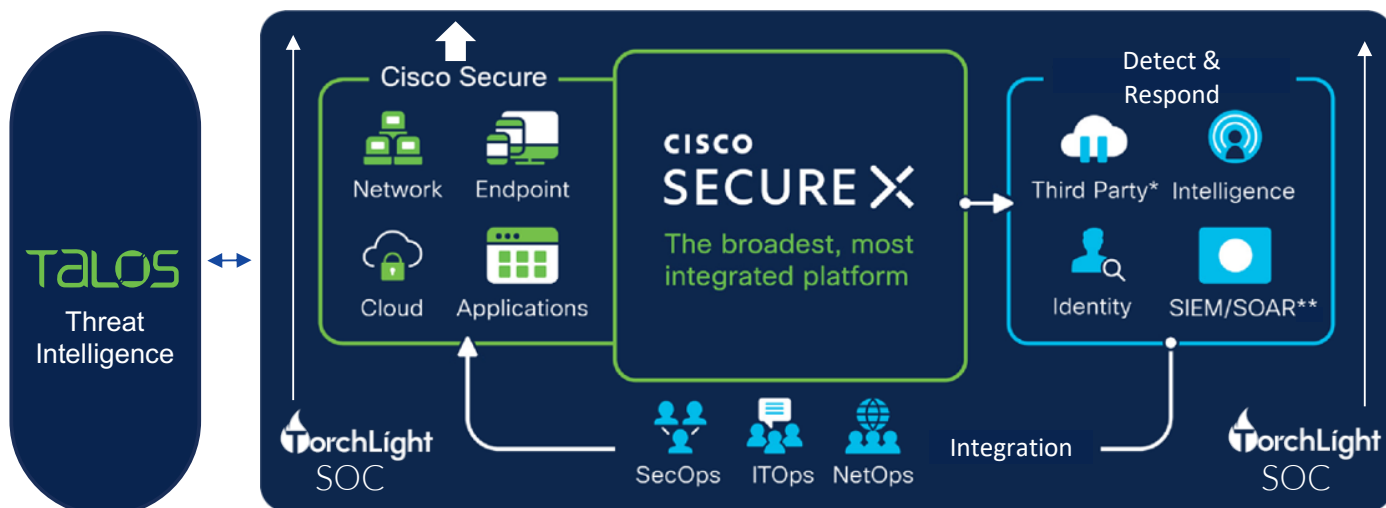 TALOS
Threat
Intelligence
Cisco Secure
Network
Endpoint
Cloud
Applications
CISCO
SECURE X
The broadest, most
integrated platform
Detect &
Respond
Third Party*
Intelligence
Identity
SIEM/SOAR**
TorchLight
SOC
SecOps
ITOps
NetOps
Integration
TorchLight
SOC